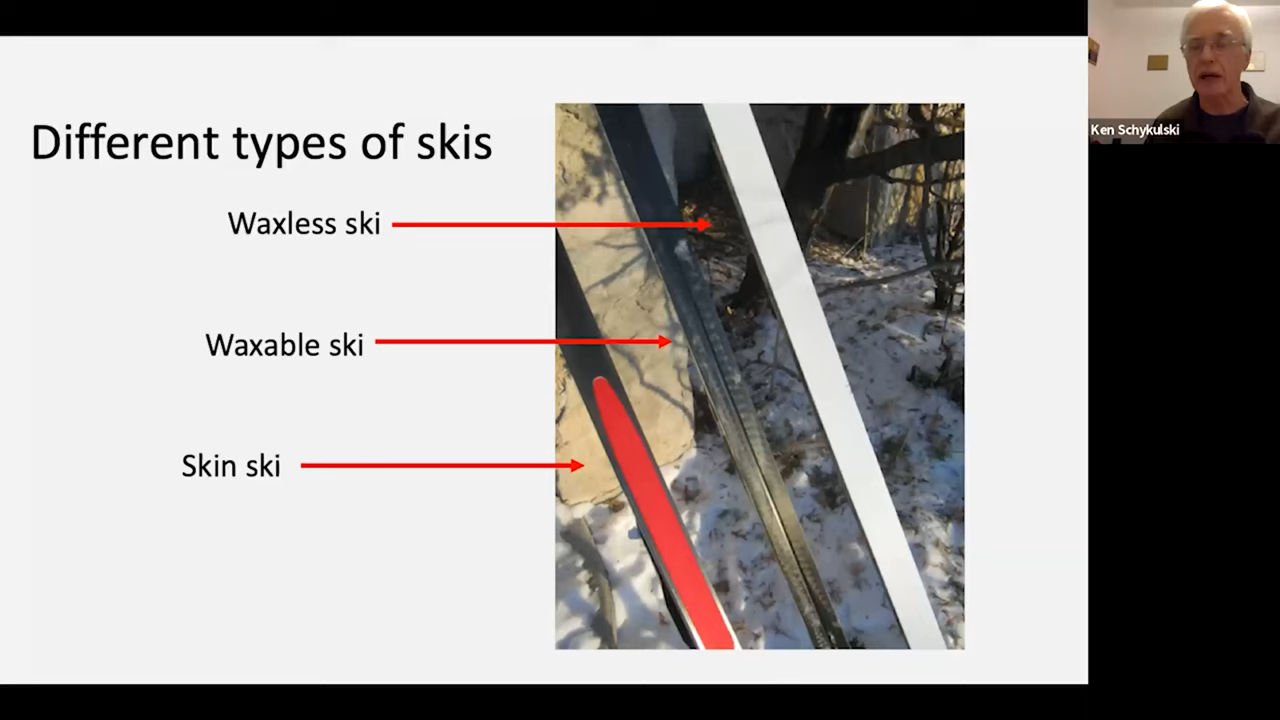 Different types of skis
Waxless ski
Waxable ski
Skin ski
Ken Schykulski